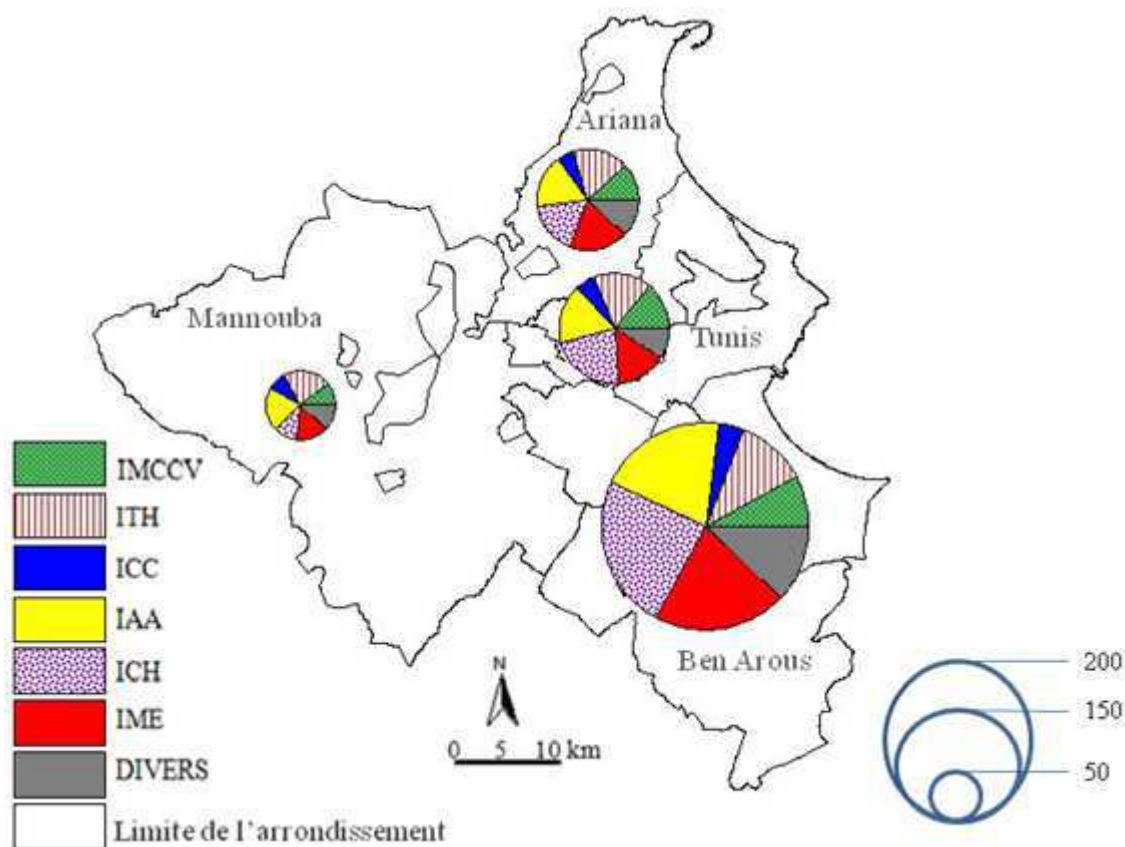 Ariana
Mannouba
Tunis
Ben Arous
IMCCV
ITH
ICC
IAA
ICH
IME
DIVERS
Limite de l'arrondissement
N
0 5 10 km
200
150
50